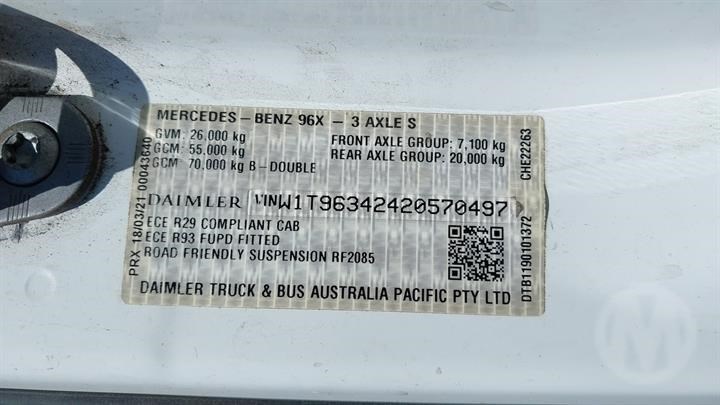 MERCEDES - BENZ 96X - 3 AXLE S
GVM: 26,000 kg
GCM: 55,000 kg
GCM: 70,000 kg B-DOUBLE
FRONT AXLE GROUP: 7,100 kg
REAR AXLE GROUP: 20,000 kg
DAIMLER VIN W1T96342420570497
ECE R29 COMPLIANT CAB
ECE R93 FUPD FITTED
ROAD FRIENDLY SUSPENSION RF2085
DAIMLER TRUCK & BUS AUSTRALIA PACIFIC PTY LTD
PRX 18/03/21 00043640
CHE22263
DTB1190101372
M